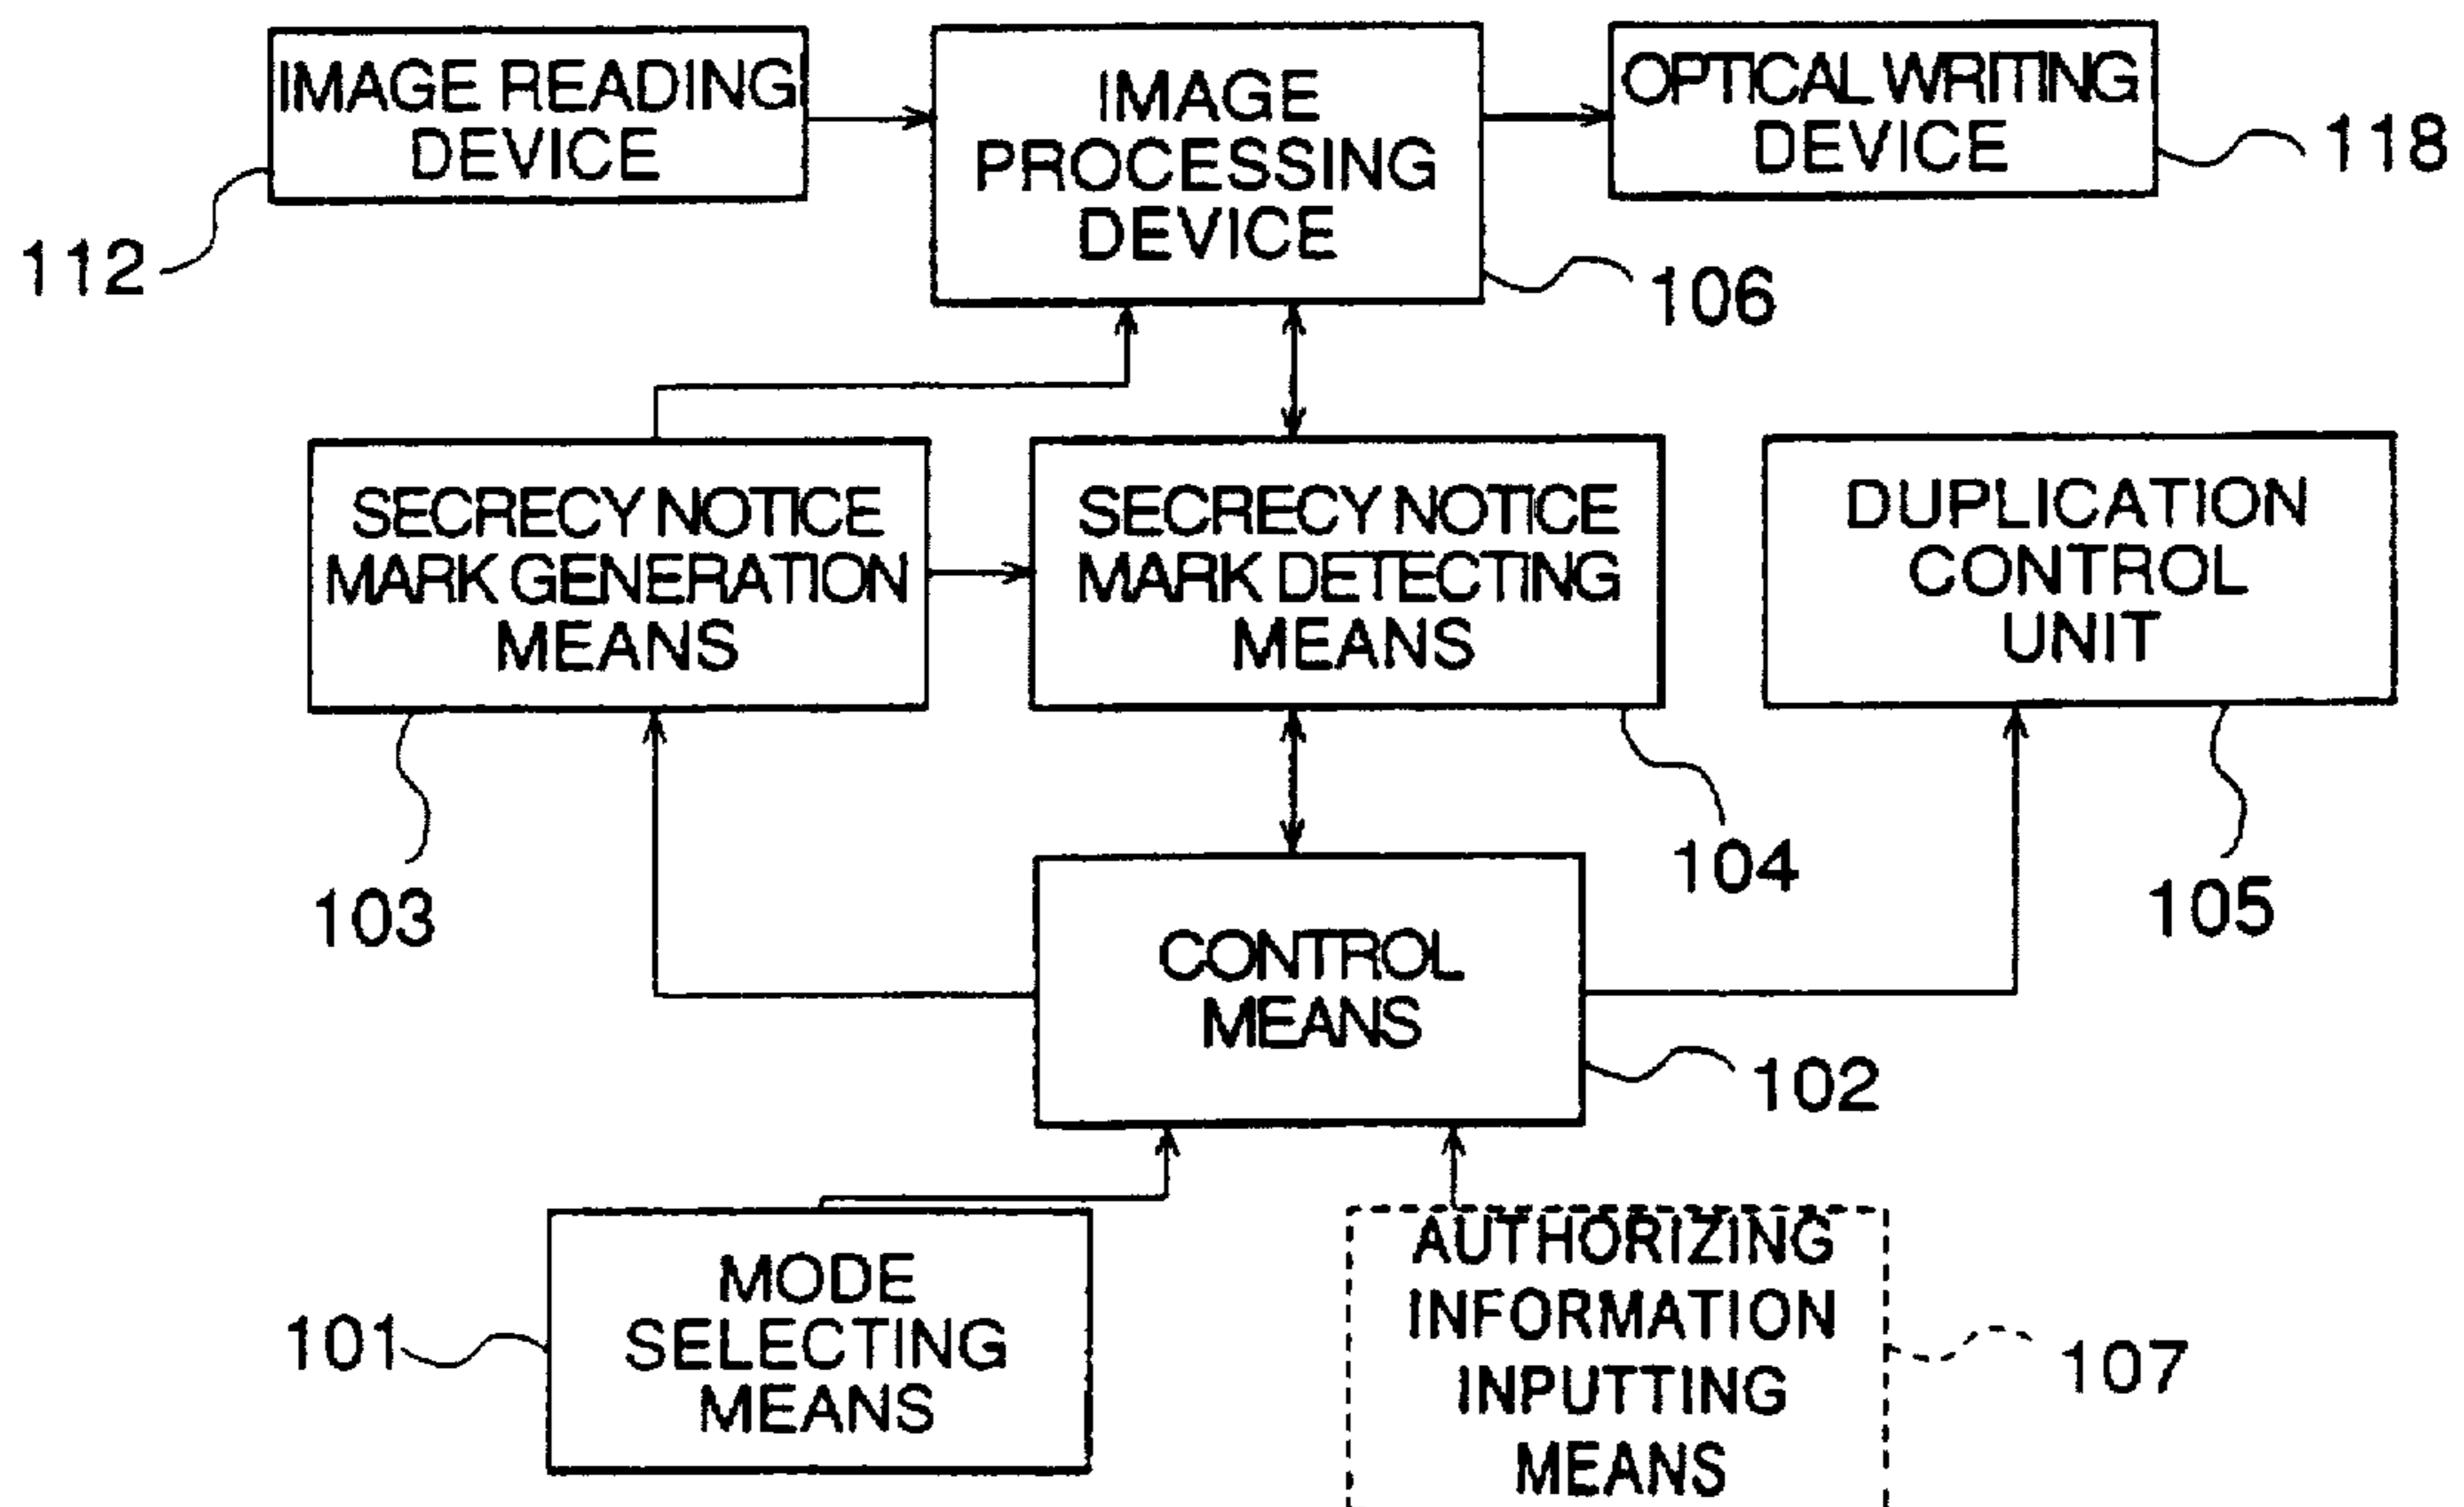 IMAGE READING
DEVICE
112
IMAGE
PROCESSING
DEVICE
106
OPTICAL WRITING
DEVICE
118
SECRECY NOTICE
MARK GENERATION
MEANS
103
SECRECY NOTICE
MARK DETECTING
MEANS
104
DUPLICATION
CONTROL
UNIT
105
CONTROL
MEANS
102
MODE
SELECTING
MEANS
101
AUTHORIZING
INFORMATION
INPUTTING
MEANS
107